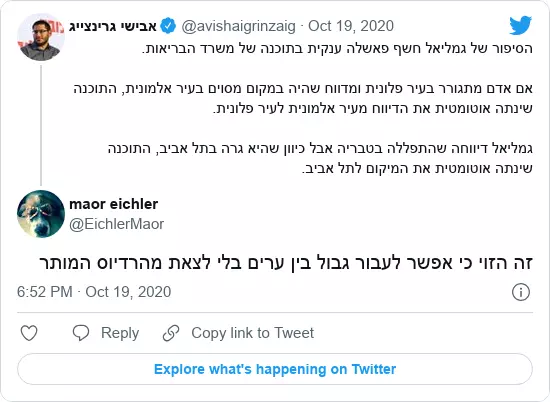 אבישי גרינצייג @avishaigrinzaig · Oct 19, 2020
הסיפור של גמליאל חשף פאשלה ענקית בתוכנה של משרד הבריאות.
אם אדם מתגורר בעיר פלונית ומדווח שהיה במקום מסוים בעיר אלמונית, התוכנה
שינתה אוטומטית את הדיווח מעיר אלמונית לעיר פלונית.
גמליאל דיווחה שהתפללה בטבריה אבל כיוון שהיא גרה בתל אביב, התוכנה
שינתה אוטומטית את המיקום לתל אביב.
maor eichler
@EichlerMaor
זה הזוי כי אפשר לעבור גבול בין ערים בלי לצאת מהרדיוס המותר
6:52 PM · Oct 19, 2020
Reply Copy link to Tweet
Explore what's happening on Twitter